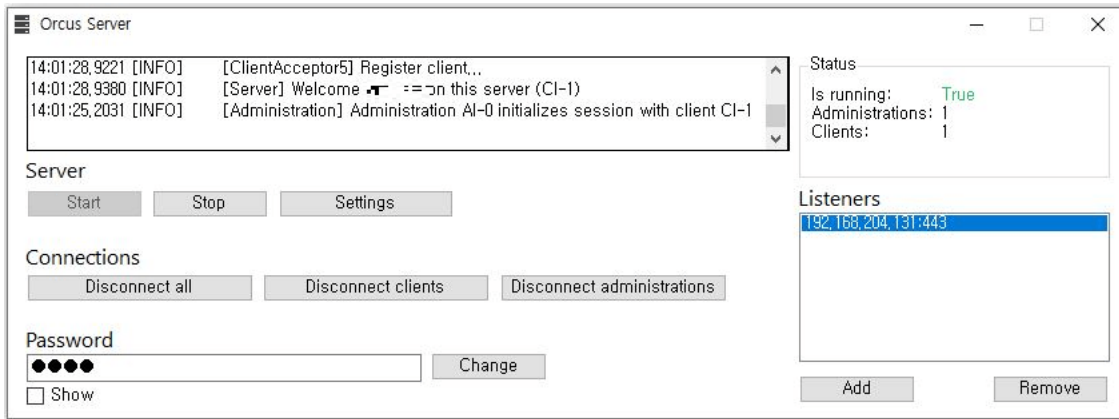 Orcus Server
14:01:28,9221 [INFO] [ClientAcceptor5] Register client,,,
14:01:28,9380 [INFO] [Server] Welcome on this server (CI-1)
14:01:25,2031 [INFO] [Administration] Administration AI-0 initializes session with client CI-1
Status
Is running: True
Administrations: 1
Clients: 1
Server
Start Stop Settings
Listeners
192,168,204,131:443
Connections
Disconnect all Disconnect clients Disconnect administrations
Password
●●●● Change
Show
Add Remove